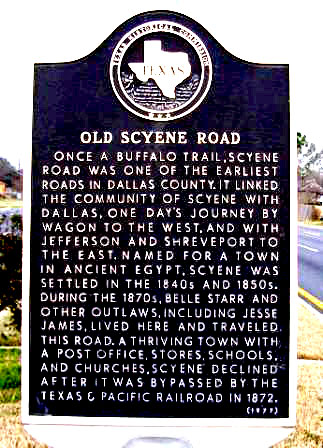 TEXAS HISTORICAL COMMISSION
TEXAS
OLD SCYENE ROAD
ONCE A BUFFALO TRAIL, SCYENE
ROAD WAS ONE OF THE EARLIEST
ROADS IN DALLAS COUNTY. IT LINKED
THE COMMUNITY OF SCYENE WITH
DALLAS, ONE DAY'S JOURNEY BY
WAGON TO THE WEST, AND WITH
JEFFERSON AND SHREVEPORT TO
THE EAST. NAMED FOR A TOWN
IN ANCIENT EGYPT, SCYENE WAS
SETTLED IN THE 1840s AND 1850s.
DURING THE 1870s, BELLE STARR AND
OTHER OUTLAWS, INCLUDING JESSE
JAMES, LIVED HERE AND TRAVELED
THIS ROAD. A THRIVING TOWN WITH
A POST OFFICE, STORES, SCHOOLS,
AND CHURCHES, SCYENE DECLINED
AFTER IT WAS BYPASSED BY THE
TEXAS & PACIFIC RAILROAD IN 1872.
(1977)